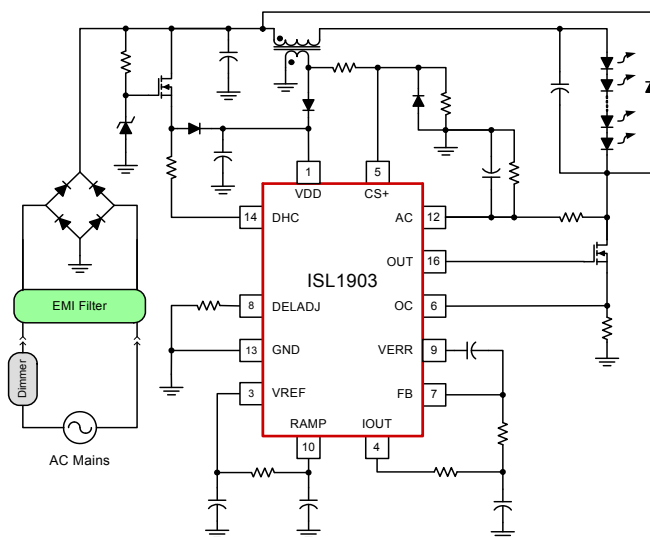 1
5
VDD
CS+
14
DHC
AC
12
OUT
16
ISL1903
EMI Filter
8
DELADJ
OC
6
13
GND
VERR
9
Dimmer
3
VREF
FB
7
RAMP
IOUT
10
4
AC Mains